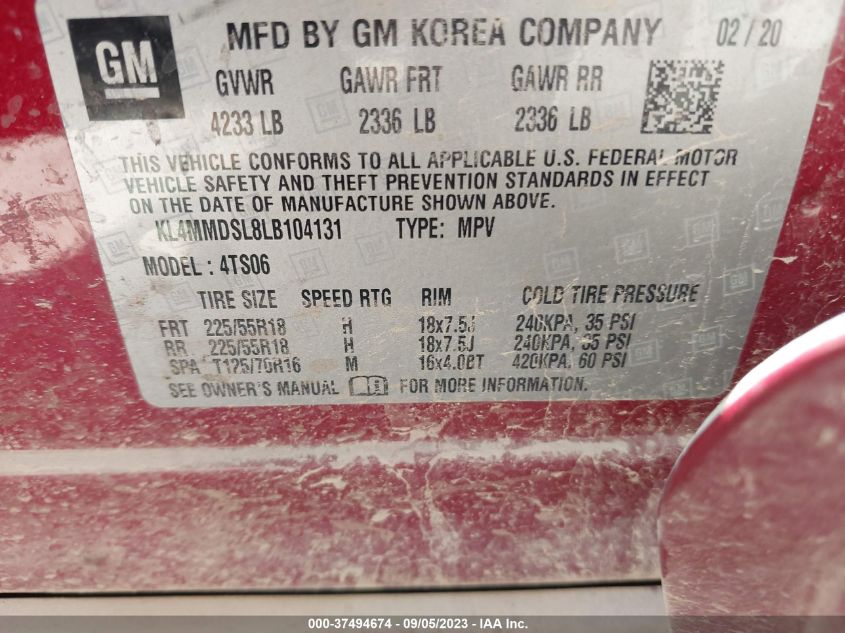 GM
MFD BY GM KOREA COMPANY 02/20
GVWR GAWR FRT GAWR RR
4233 LB 2336 LB 2336 LB
THIS VEHICLE CONFORMS TO ALL APPLICABLE U.S. FEDERAL MOTOR
VEHICLE SAFETY AND THEFT PREVENTION STANDARDS IN EFFECT
ON THE DATE OF MANUFACTURE SHOWN ABOVE.
KL4MMDSL8LB104131 TYPE: MPV
MODEL: 4TS06
TIRE SIZE SPEED RTG RIM COLD TIRE PRESSURE
FRT 225/55R18 H 18x7.5J 240KPA, 35 PSI
RR 225/55R18 H 18x7.5J 240KPA, 35 PSI
SPA T125/70R16 M 16x4.0BT 420KPA, 60 PSI
SEE OWNER'S MANUAL FOR MORE INFORMATION.
000-37494674 - 09/05/2023 - IAA Inc.